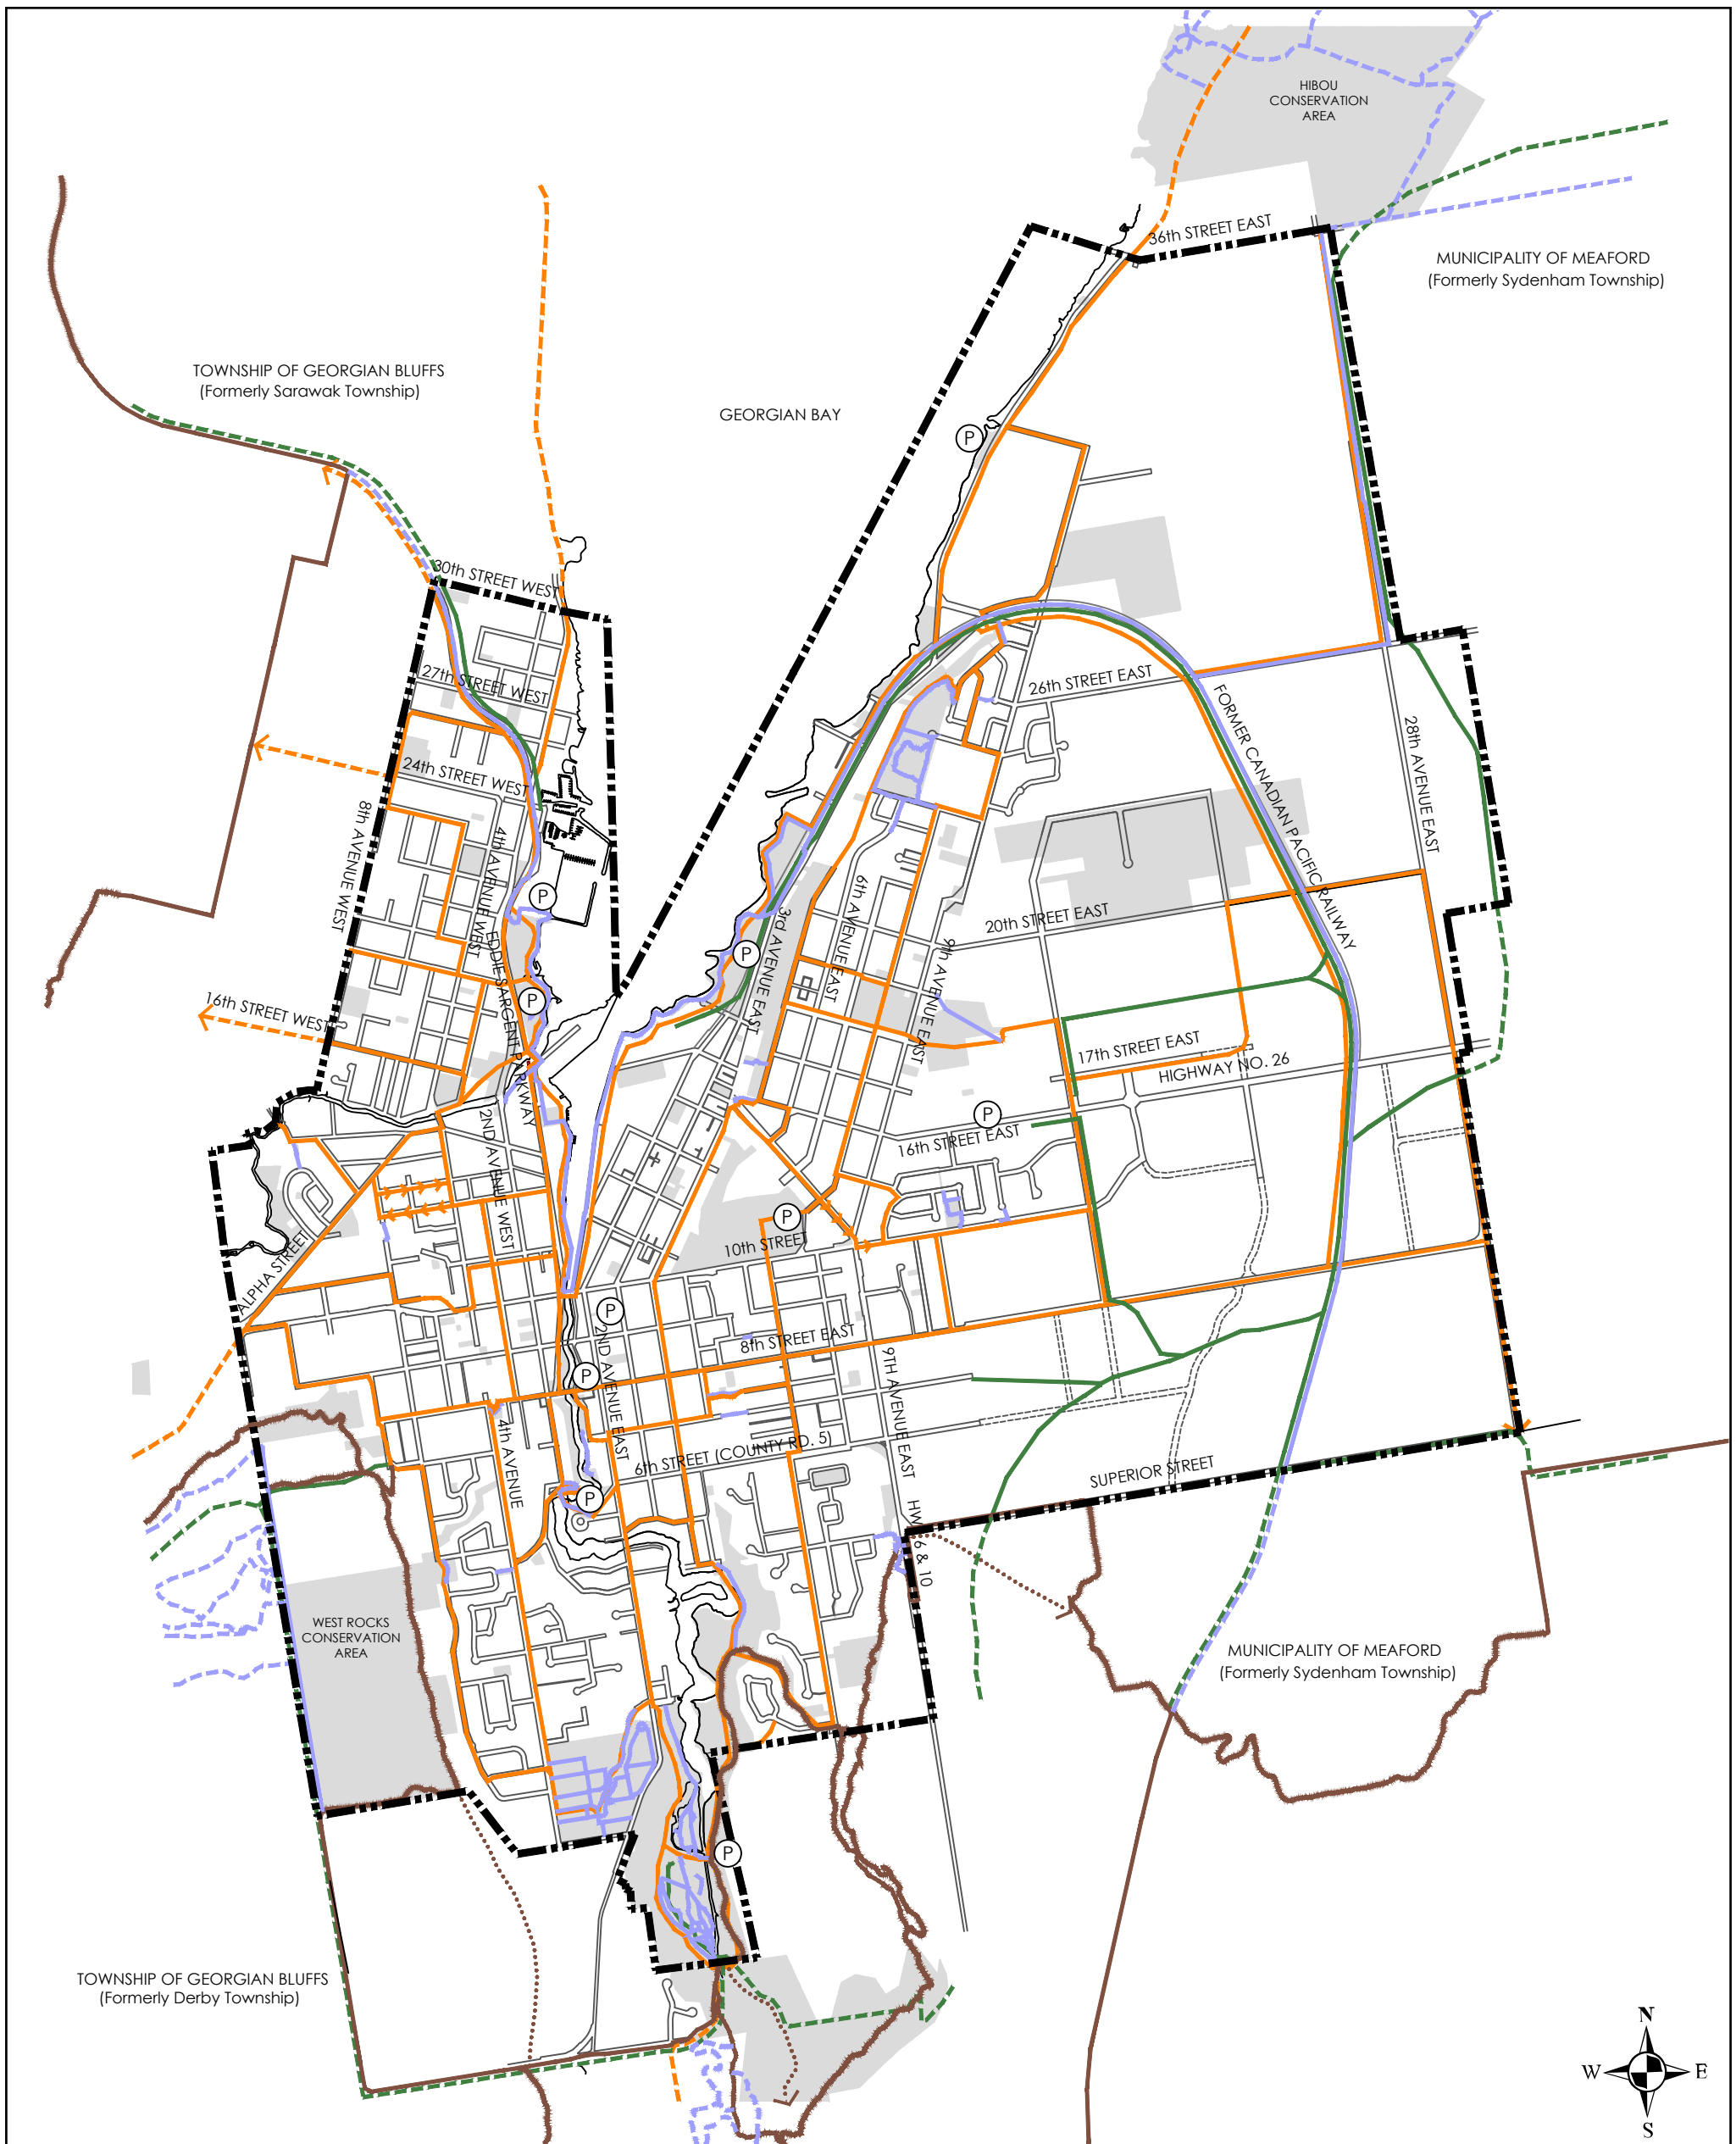 HIBOU
CONSERVATION
AREA
36th STREET EAST
MUNICIPALITY OF MEAFORD
(Formerly Sydenham Township)
TOWNSHIP OF GEORGIAN BLUFFS
(Formerly Sarawak Township)
GEORGIAN BAY
P
30th STREET WEST
27th STREET WEST
26th STREET EAST
FORMER CANADIAN PACIFIC RAILWAY
28th AVENUE EAST
24th STREET WEST
8th AVENUE WEST
4th AVENUE WEST
EDDIE SARGENT PARKWAY
P
6th AVENUE EAST
20th STREET EAST
3rd AVENUE EAST
9th AVENUE EAST
P
P
16th STREET WEST
17th STREET EAST
HIGHWAY NO. 26
P
16th STREET EAST
2ND AVENUE WEST
P
10th STREET
ALPHA STREET
P
2ND AVENUE EAST
8th STREET EAST
P
9TH AVENUE EAST
4th AVENUE
6th STREET (COUNTY RD. 5)
SUPERIOR STREET
P
HWY 6 & 10
WEST ROCKS
CONSERVATION
AREA
MUNICIPALITY OF MEAFORD
(Formerly Sydenham Township)
P
TOWNSHIP OF GEORGIAN BLUFFS
(Formerly Derby Township)
N
W
E
S